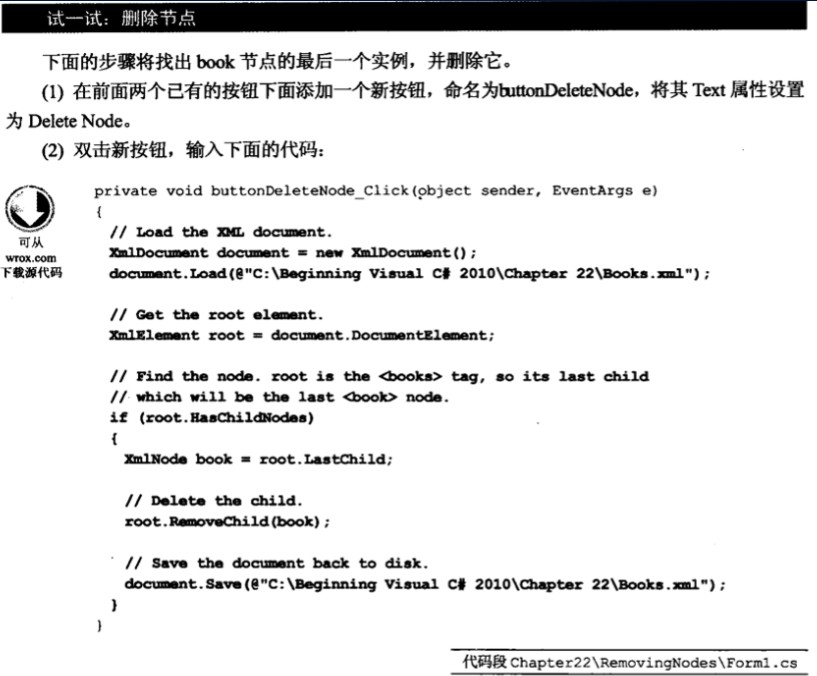 试一试：删除节点
下面的步骤将找出 book 节点的最后一个实例，并删除它。
(1) 在前面两个已有的按钮下面添加一个新按钮，命名为buttonDeleteNode，将其 Text 属性设置
为 Delete Node。
(2) 双击新按钮，输入下面的代码：
private void buttonDeleteNode_Click(object sender, EventArgs e)
{
// Load the XML document.
XmlDocument document = new XmlDocument();
document.Load(@"C:\Beginning Visual C# 2010\Chapter 22\Books.xml");
可从
wrox.com
下载源代码
// Get the root element.
XmlElement root = document.DocumentElement;
// Find the node. root is the <books> tag, so its last child
// which will be the last <book> node.
if (root.HasChildNodes)
{
XmlNode book = root.LastChild;
// Delete the child.
root.RemoveChild(book);
// Save the document back to disk.
document.Save(@"C:\Beginning Visual C# 2010\Chapter 22\Books.xml");
}
}
代码段 Chapter22\RemovingNodes\Form1.cs